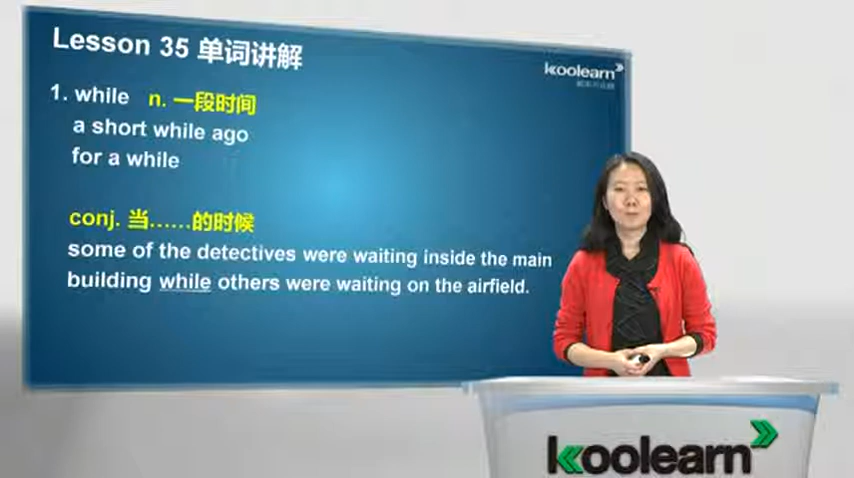 Lesson 35 单词讲解
koolearn
1. while n. 一段时间
a short while ago
for a while
conj. 当……的时候
some of the detectives were waiting inside the main
building while others were waiting on the airfield.
koolearn